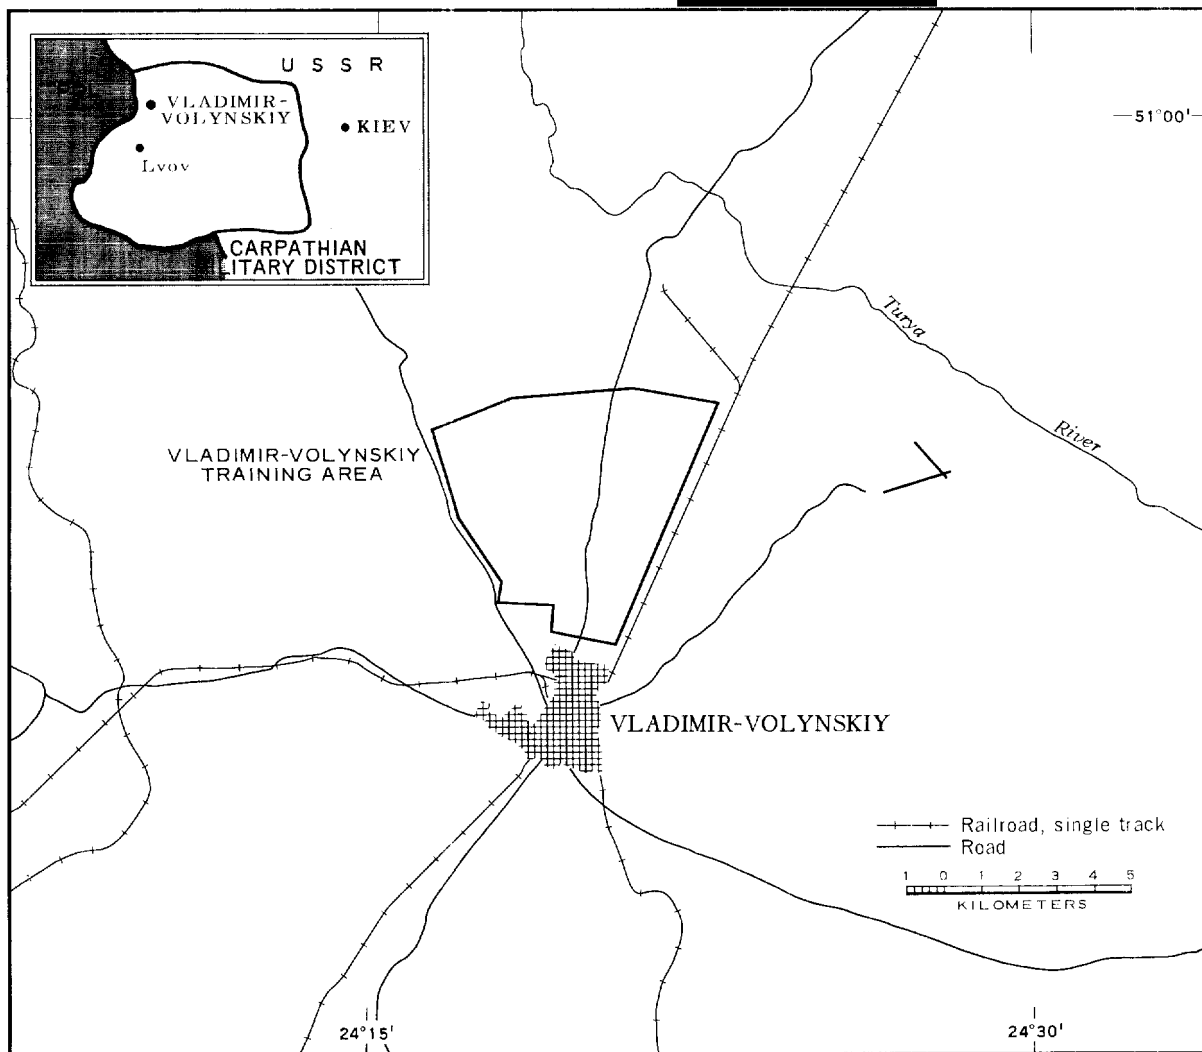 U S S R
VLADIMIR-
VOLYNSKIY
KIEV
Lvov
CARPATHIAN
ITARY DISTRICT
51°00'
Turya
River
VLADIMIR-VOLYNSKIY
TRAINING AREA
VLADIMIR-VOLYNSKIY
Railroad, single track
Road
1 0 1 2 3 4 5
KILOMETERS
24°15'
24°30'